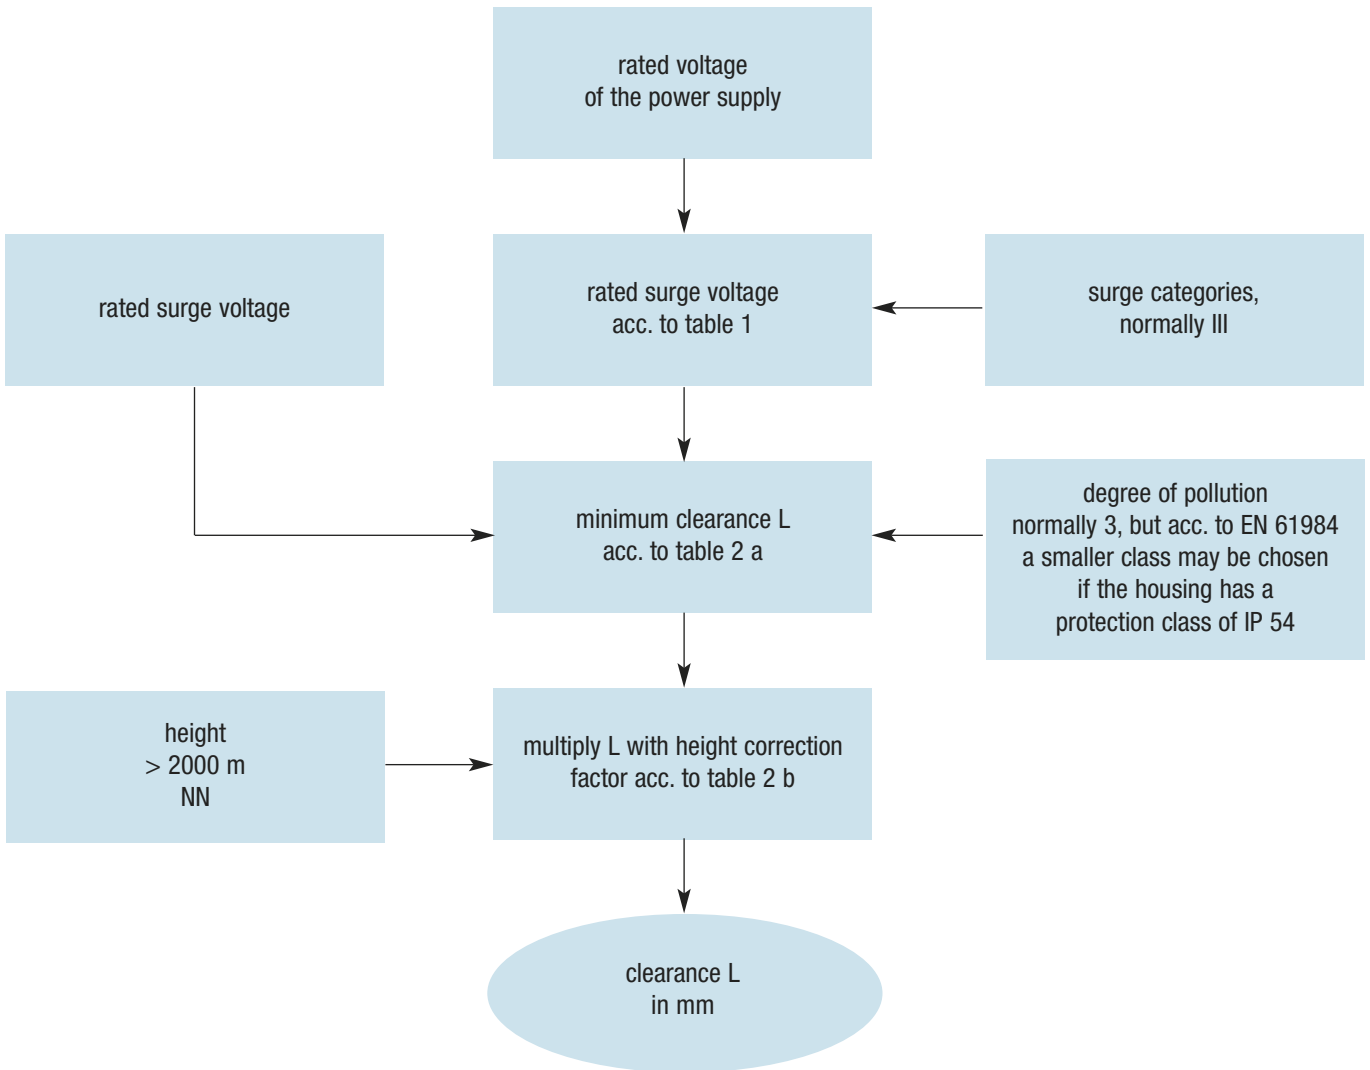 rated voltage
of the power supply
rated surge voltage
rated surge voltage
acc. to table 1
surge categories,
normally III
minimum clearance L
acc. to table 2 a
degree of pollution
normally 3, but acc. to EN 61984
a smaller class may be chosen
if the housing has a
protection class of IP 54
height
> 2000 m
NN
multiply L with height correction
factor acc. to table 2 b
clearance L
in mm